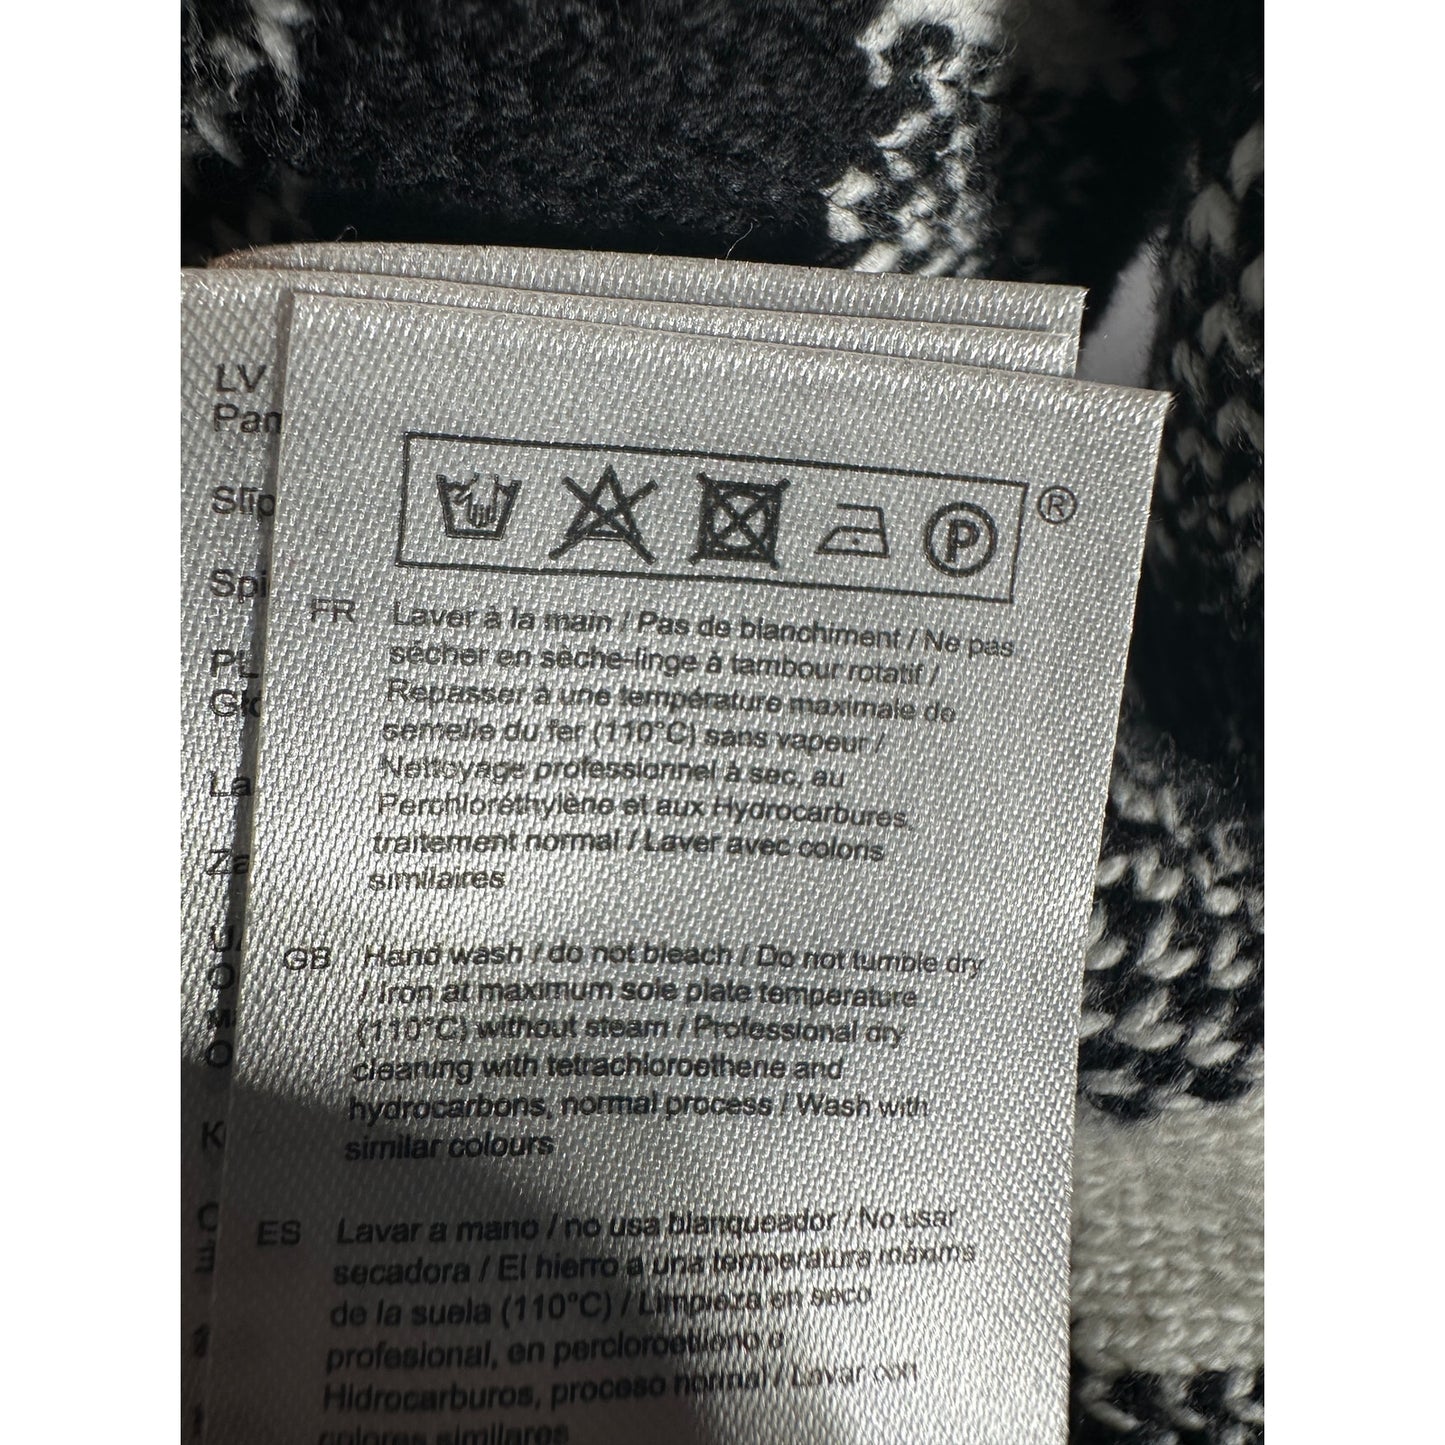 LV
Slīp
Spi
PL
La
Za
®
P
FR Laver à la main / Pas de blanchiment / Ne pas
sécher en sèche-linge à tambour rotatif /
Repasser à une température maximale de
semelle du fer (110°C) sans vapeur /
Nettoyage professionnel à sec, au
Perchloréthylène et aux Hydrocarbures,
traitement normal / Laver avec coloris
similaires
GB Hand wash / do not bleach / Do not tumble dry
/ Iron at maximum sole plate temperature
(110°C) without steam / Professional dry
cleaning with tetrachloroethene and
hydrocarbons, normal process / Wash with
similar colours
ES Lavar a mano / no usa blanqueador / No usar
secadora / El hierro a una temperatura máxima
de la suela (110°C) / Limpieza en seco
profesional, en percloroetileno o
Hidrocarburos, proceso normal / Lavar con
colores similares